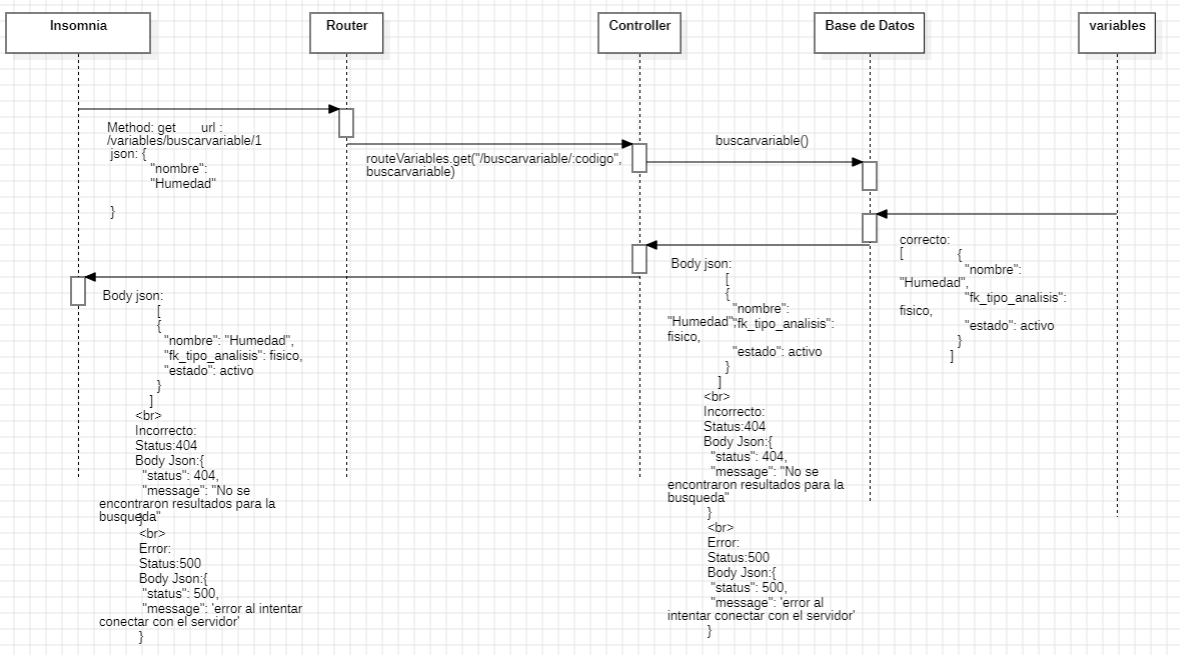 Insomnia
Router
Controller
Base de Datos
variables
Method: get url :
/variables/buscarvariable/1
json: {
"nombre":
"Humedad"
}
routeVariables.get("/buscarvariable/:codigo",
buscarvariable)
buscarvariable()
correcto:
[ {
"nombre":
"Humedad",
"fk_tipo_analisis":
fisico,
"estado": activo
}
]
Body json:
[
{
"nombre":
"Humedad",
"fk_tipo_analisis":
fisico,
"estado": activo
}
]
<br>
Incorrecto:
Status:404
Body Json:{
"status": 404,
"message": "No se
encontraron resultados para la
busqueda"
}
<br>
Error:
Status:500
Body Json:{
"status": 500,
"message": 'error al
intentar conectar con el servidor'
}
Body json:
[
{
"nombre": "Humedad",
"fk_tipo_analisis": fisico,
"estado": activo
}
]
<br>
Incorrecto:
Status:404
Body Json:{
"status": 404,
"message": "No se
encontraron resultados para la
busqueda"
}
<br>
Error:
Status:500
Body Json:{
"status": 500,
"message": 'error al intentar
conectar con el servidor'
}